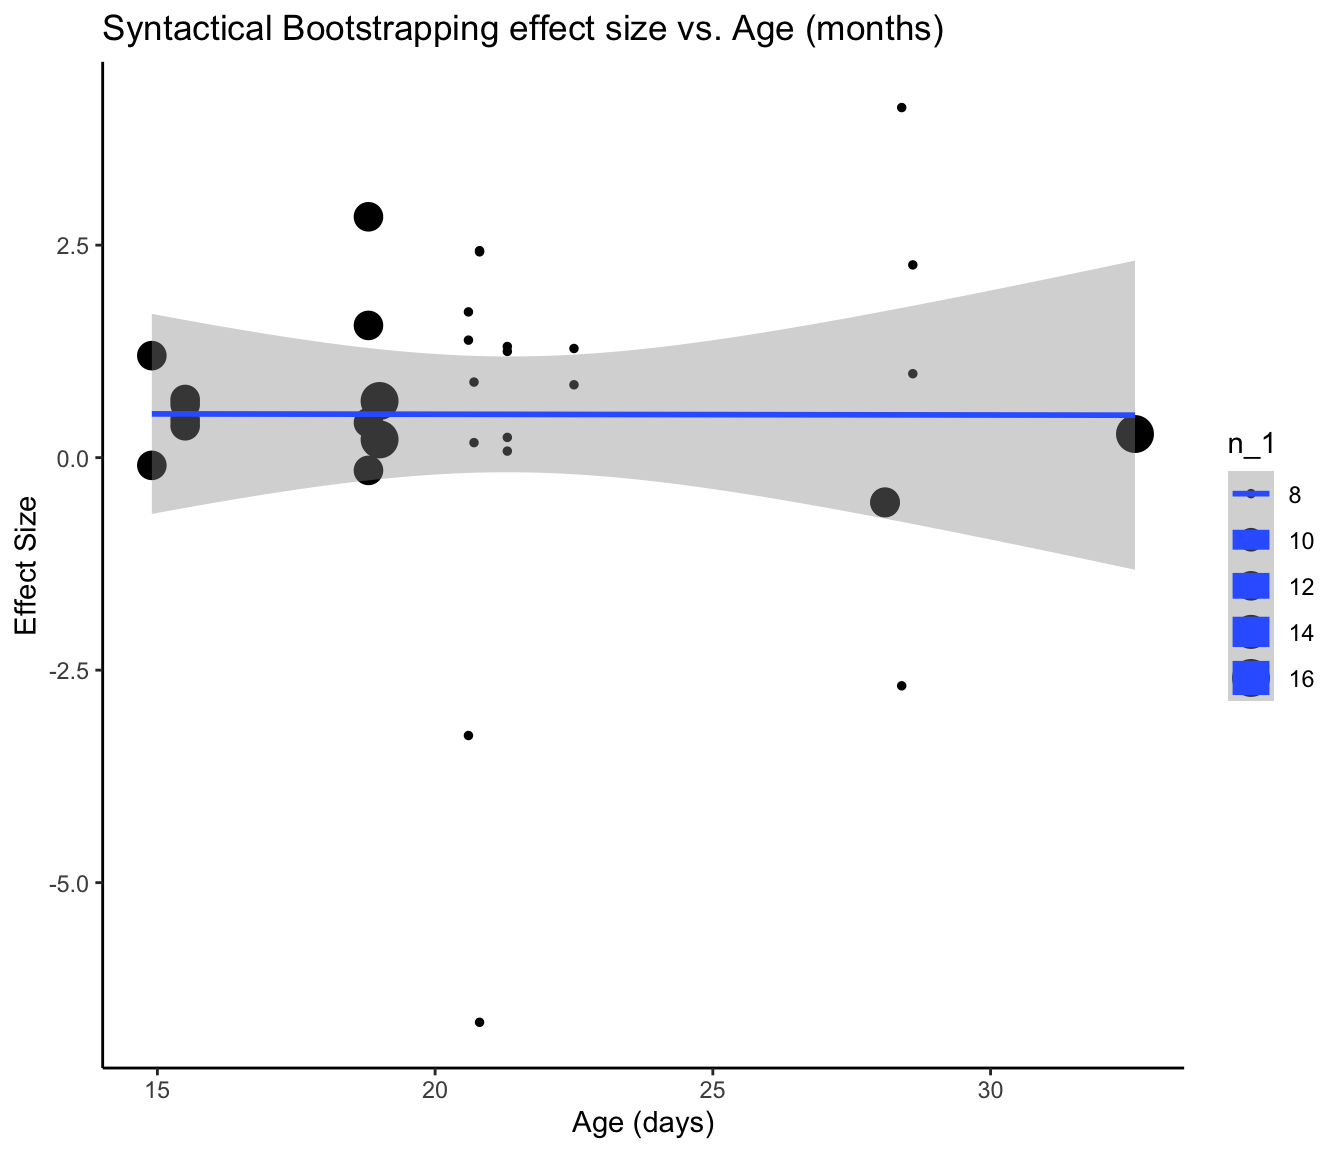 Syntactical Bootstrapping effect size vs. Age (months)
Effect Size
2.5
0.0
-2.5
-5.0
15 20 25 30
Age (days)
n_1
8
10
12
14
16